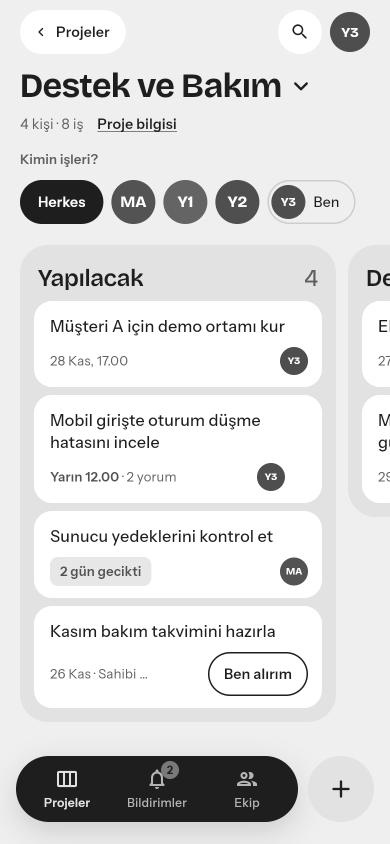 Projeler
Y3
Destek ve Bakım
4 kişi · 8 iş Proje bilgisi
Kimin işleri?
Herkes MA Y1 Y2 Y3 Ben
Yapılacak 4
Müşteri A için demo ortamı kur
28 Kas, 17.00 Y3
Mobil girişte oturum düşme
hatasını incele
Yarın 12.00 · 2 yorum Y3
Sunucu yedeklerini kontrol et
2 gün gecikti MA
Kasım bakım takvimini hazırla
26 Kas · Sahibi ... Ben alırım
2
Projeler Bildirimler Ekip